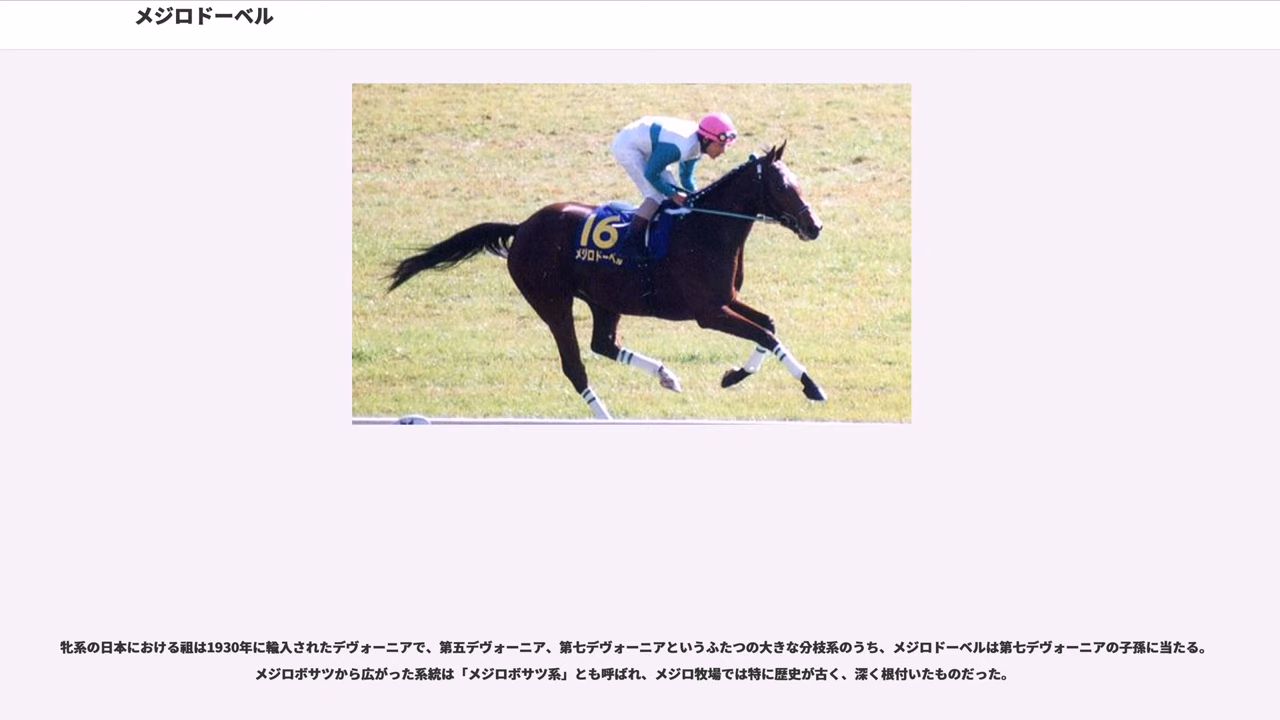 メジロドーベル
16
メジロドーベル
牝系の日本における祖は1930年に輸入されたデヴォーニアで、第五デヴォーニア、第七デヴォーニアというふたつの大きな分枝系のうち、メジロドーベルは第七デヴォーニアの子孫に当たる。
メジロボサツから広がった系統は「メジロボサツ系」とも呼ばれ、メジロ牧場では特に歴史が古く、深く根付いたものだった。